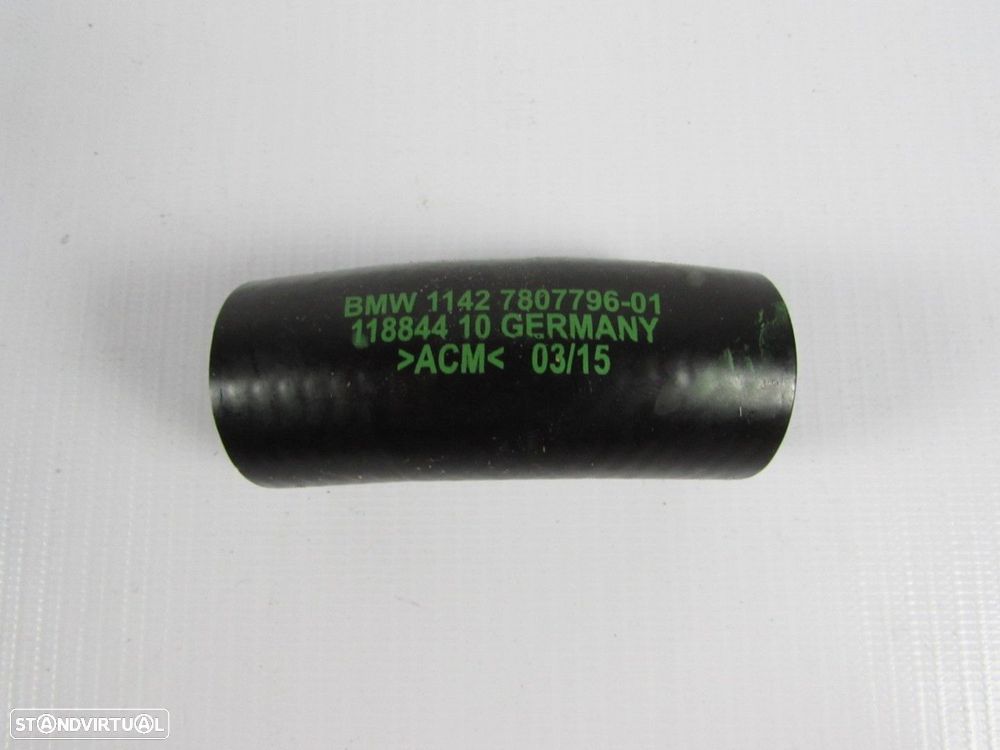 BMW 1142 7807796-01
118844 10 GERMANY
>ACM< 03/15
STANDVIRTUAL